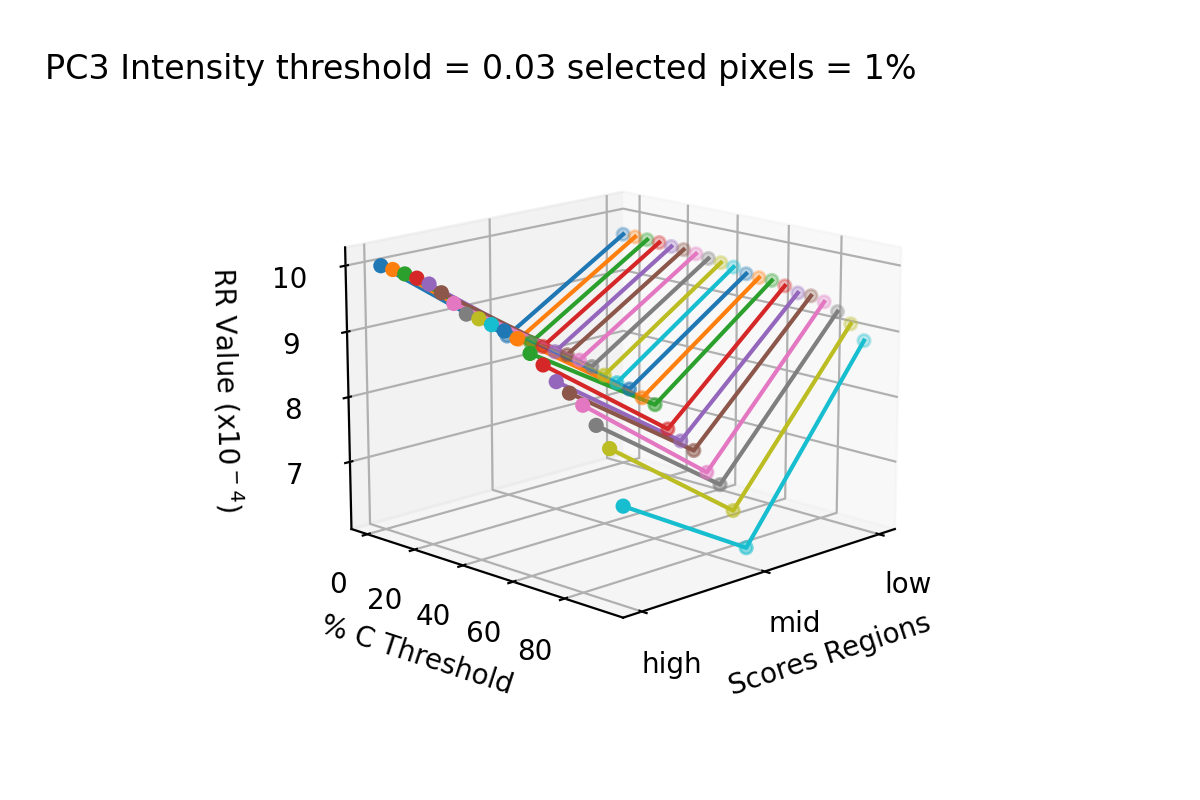 PC3 Intensity threshold = 0.03 selected pixels = 1%
10
9
8
7
RR Value (x10⁻⁴)
0
20
40
60
80
% C Threshold
high
mid
low
Scores Regions